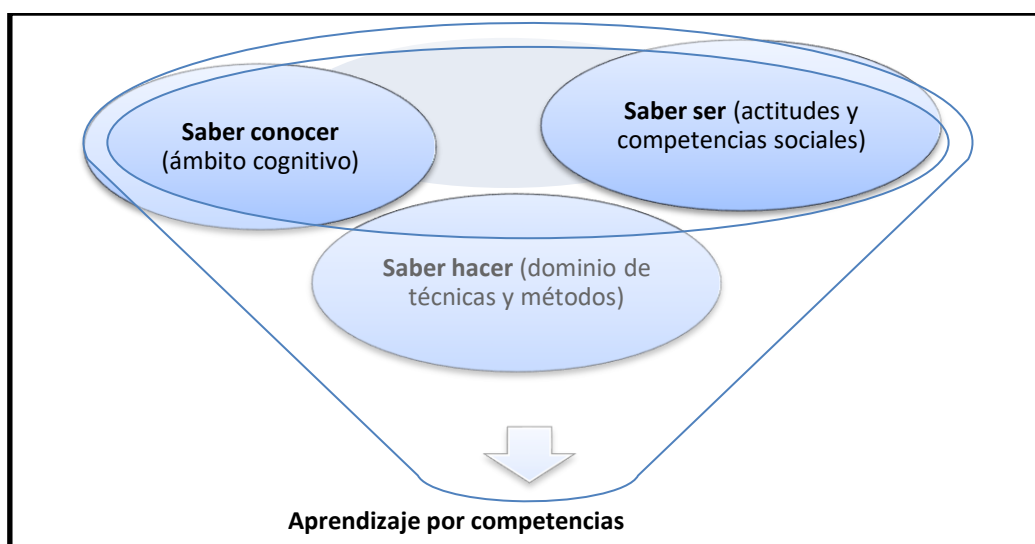 Saber conocer
(ámbito cognitivo)
Saber ser (actitudes y
competencias sociales)
Saber hacer (dominio de
técnicas y métodos)
Aprendizaje por competencias